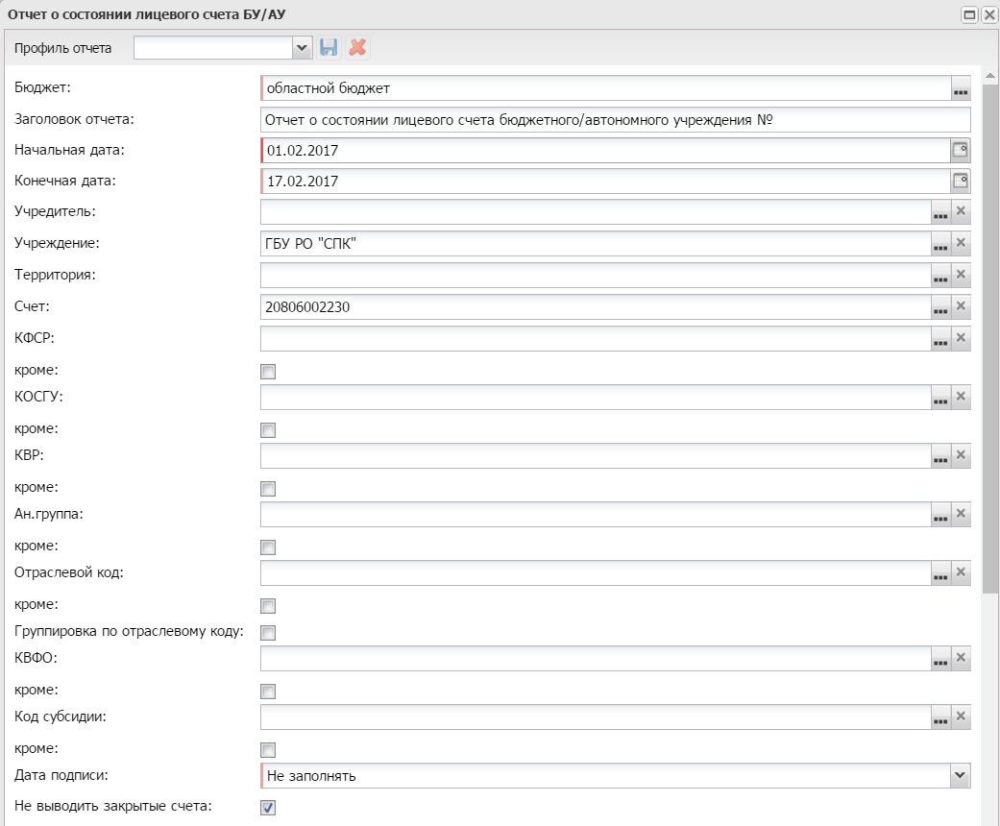 Отчет о состоянии лицевого счета БУ/АУ
Профиль отчета
Бюджет: областной бюджет
Заголовок отчета: Отчет о состоянии лицевого счета бюджетного/автономного учреждения №
Начальная дата: 01.02.2017
Конечная дата: 17.02.2017
Учредитель:
Учреждение: ГБУ РО "СПК"
Территория:
Счет: 20806002230
КФСР:
кроме:
КОСГУ:
кроме:
КВР:
кроме:
Ан.группа:
кроме:
Отраслевой код:
кроме:
Группировка по отраслевому коду:
КВФО:
кроме:
Код субсидии:
кроме:
Дата подписи: Не заполнять
Не выводить закрытые счета: